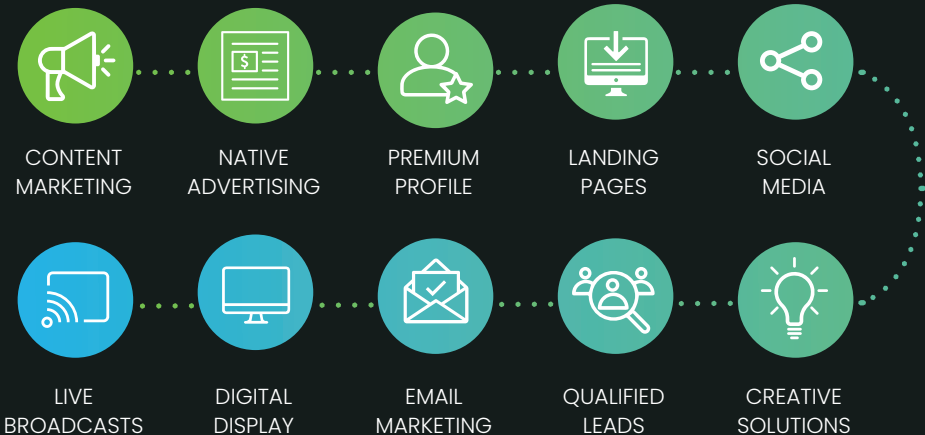 $
CONTENT
MARKETING
NATIVE
ADVERTISING
PREMIUM
PROFILE
LANDING
PAGES
SOCIAL
MEDIA
LIVE
BROADCASTS
DIGITAL
DISPLAY
EMAIL
MARKETING
QUALIFIED
LEADS
CREATIVE
SOLUTIONS